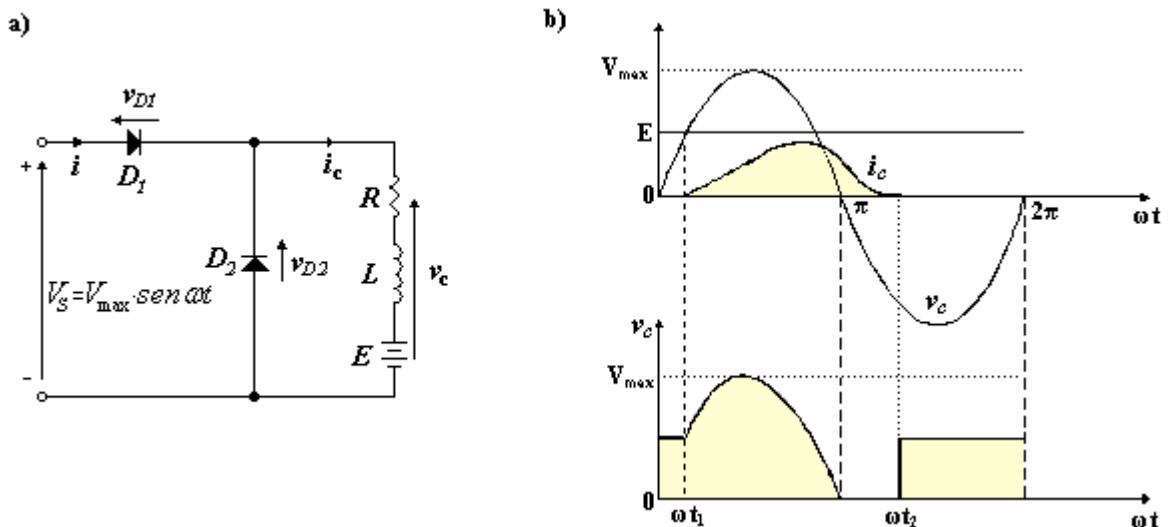 a)
v_D1
+
i
D_1
i_c
R
D_2
v_D2
L
v_c
V_S=V_max·sen ωt
E
-
b)
V_max
E
i_c
0
π
2π
ωt
v_c
v_c
V_max
0
ωt_1
ωt_2
ωt